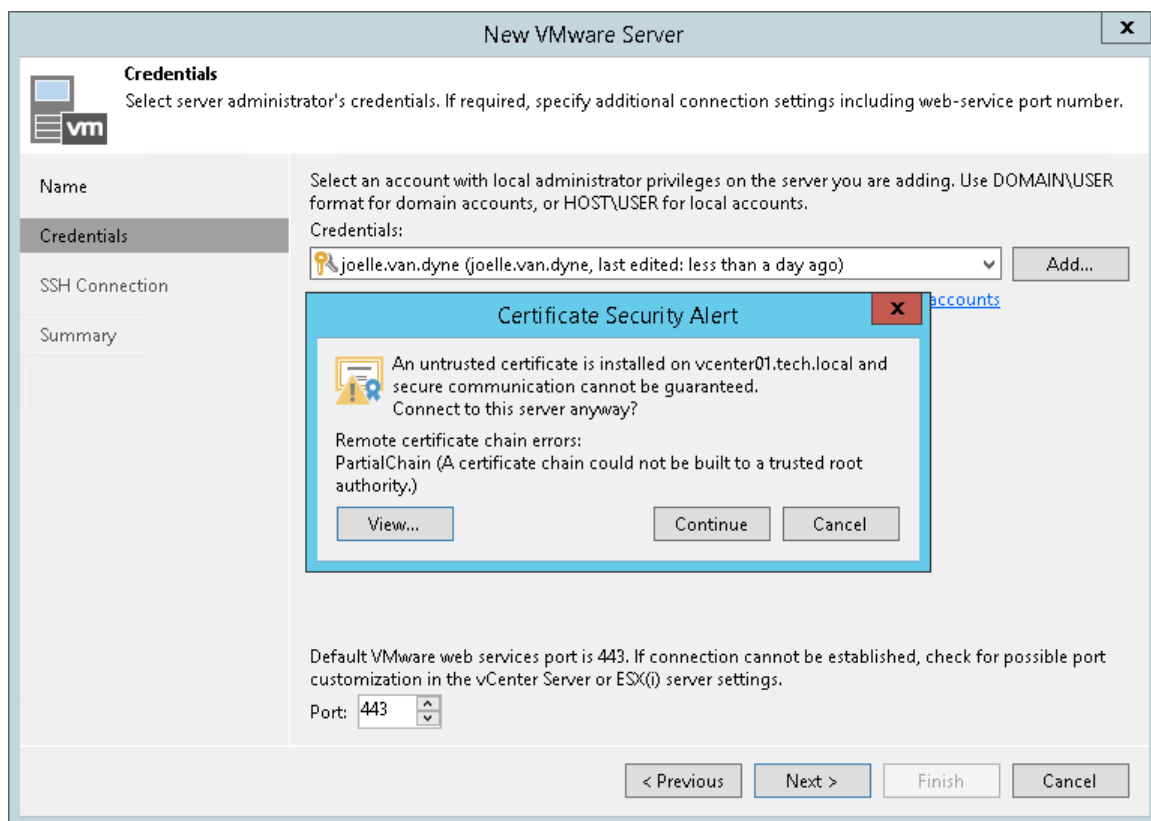 New VMware Server
x
Credentials
Select server administrator's credentials. If required, specify additional connection settings including web-service port number.
vm
Name
Credentials
SSH Connection
Summary
Select an account with local administrator privileges on the server you are adding. Use DOMAIN\USER
format for domain accounts, or HOST\USER for local accounts.
Credentials:
joelle.van.dyne (joelle.van.dyne, last edited: less than a day ago)
Add...
accounts
Certificate Security Alert
x
An untrusted certificate is installed on vcenter01.tech.local and
secure communication cannot be guaranteed.
Connect to this server anyway?
Remote certificate chain errors:
PartialChain (A certificate chain could not be built to a trusted root
authority.)
View...
Continue
Cancel
Default VMware web services port is 443. If connection cannot be established, check for possible port
customization in the vCenter Server or ESX(i) server settings.
Port: 443
< Previous
Next >
Finish
Cancel